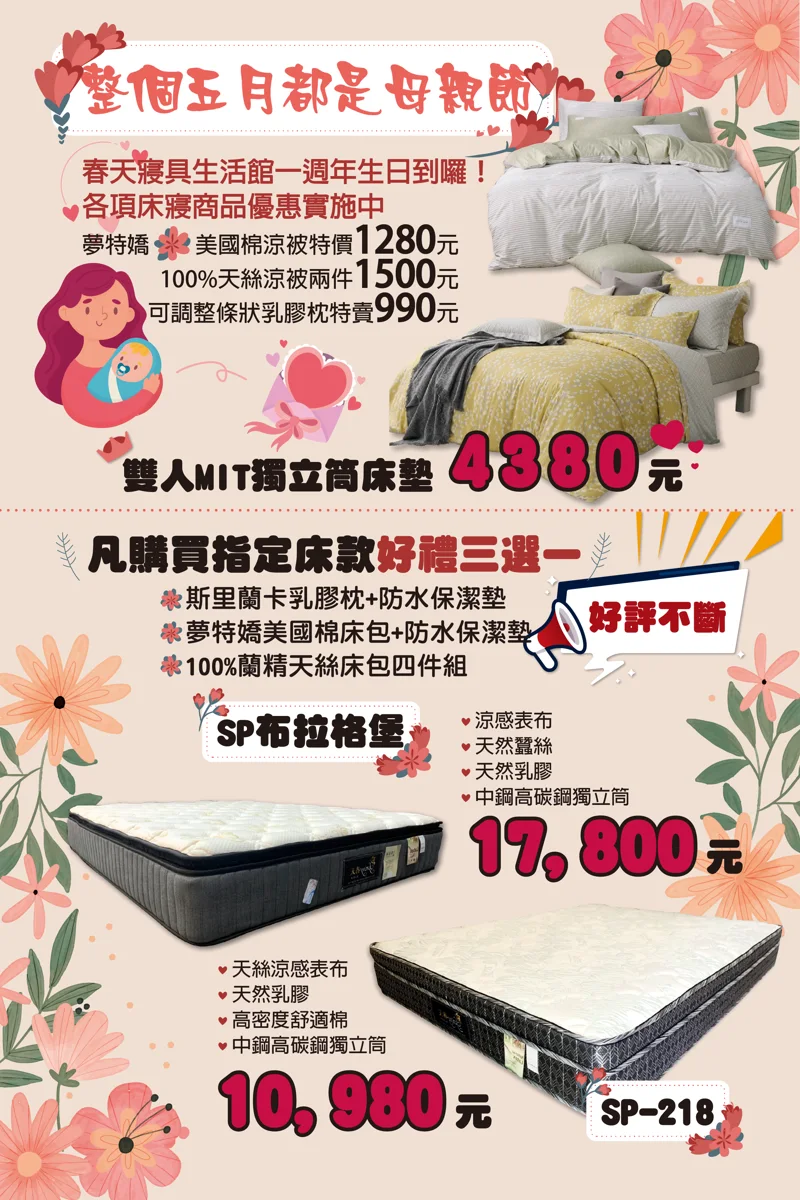 整個五月都是母親節
春天寢具生活館一週年生日到囉！
各項床寢商品優惠實施中
夢特嬌 美國棉涼被特價1280元
100%天絲涼被兩件1500元
可調整條狀乳膠枕特賣990元
雙人MIT獨立筒床墊 4380元
凡購買指定床款好禮三選一
斯里蘭卡乳膠枕+防水保潔墊
夢特嬌美國棉床包+防水保潔墊
100%蘭精天絲床包四件組
好評不斷
SP布拉格堡
涼感表布
天然蠶絲
天然乳膠
中鋼高碳鋼獨立筒
17,800元
天絲涼感表布
天然乳膠
高密度舒適棉
中鋼高碳鋼獨立筒
10,980元
SP-218